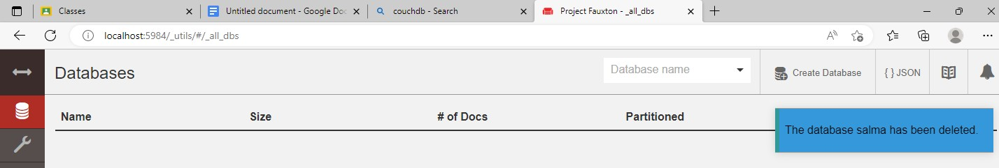 Classes
Untitled document - Google Doc
couchdb - Search
Project Fauxton - _all_dbs
localhost:5984/_utils/#/_all_dbs
Databases
Database name
Create Database
{ } JSON
Name Size # of Docs Partitioned
The database salma has been deleted.